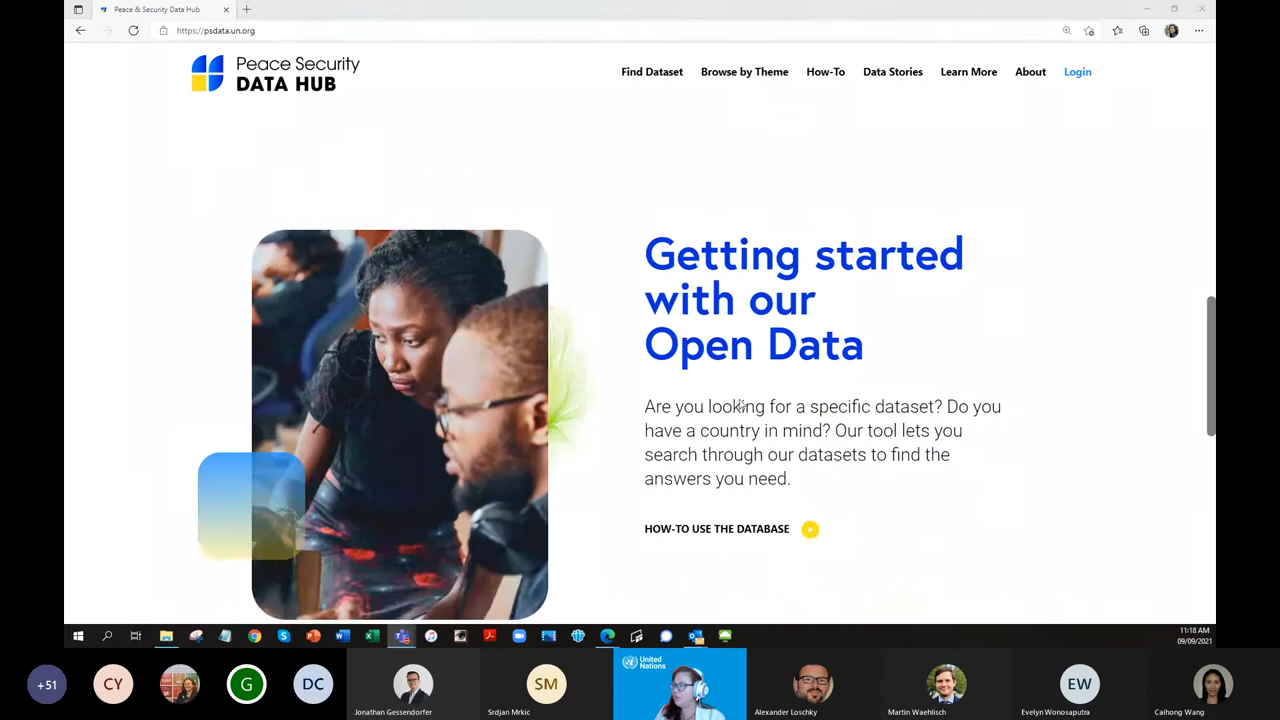 Peace & Security Data Hub
https://psdata.un.org
Peace Security
DATA HUB
Find Dataset
Browse by Theme
How-To
Data Stories
Learn More
About
Login
Getting started
with our
Open Data
Are you looking for a specific dataset? Do you
have a country in mind? Our tool lets you
search through our datasets to find the
answers you need.
HOW-TO USE THE DATABASE
11:18 AM
09/09/2021
+51
CY
G
DC
Jonathan Gessendorfer
SM
Srdjan Mrkic
United
Nations
Alexander Loschky
Martin Waehlisch
EW
Evelyn Wonosaputra
Caihong Wang